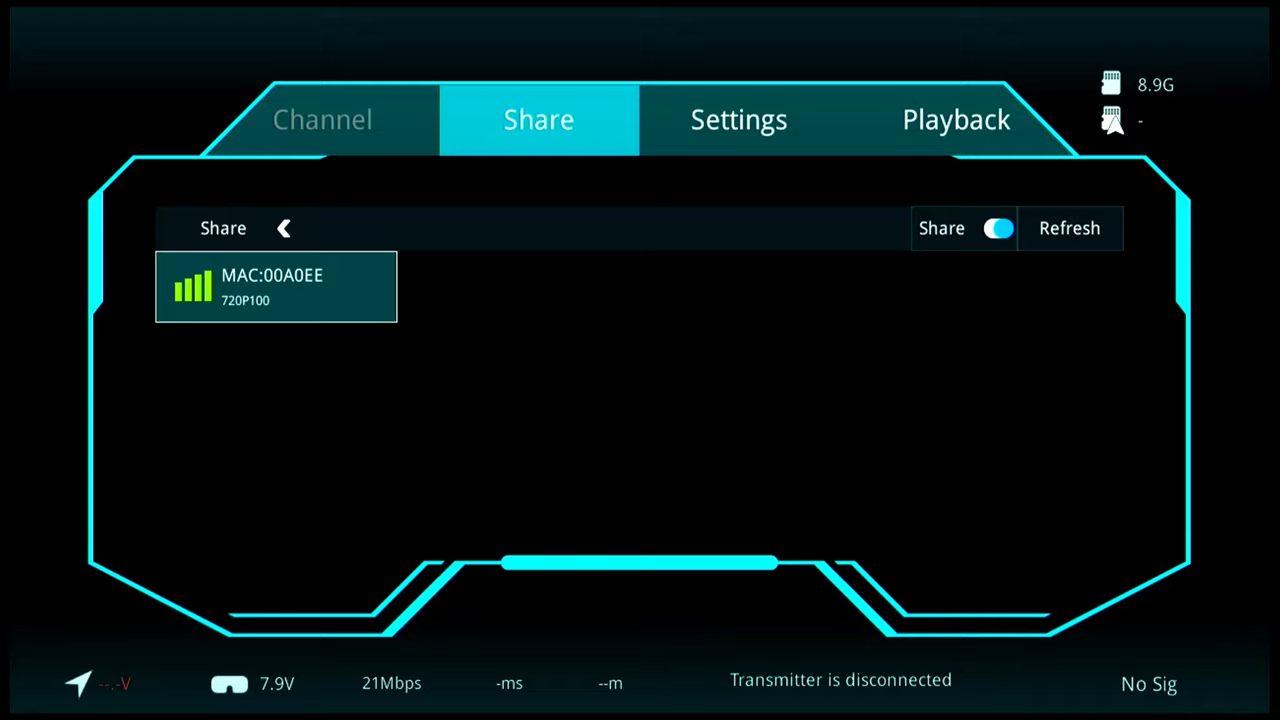 Channel Share Settings Playback
8.9G
-
Share Share Refresh
MAC:00A0EE
720P100
--.-V 7.9V 21Mbps -ms --m Transmitter is disconnected No Sig